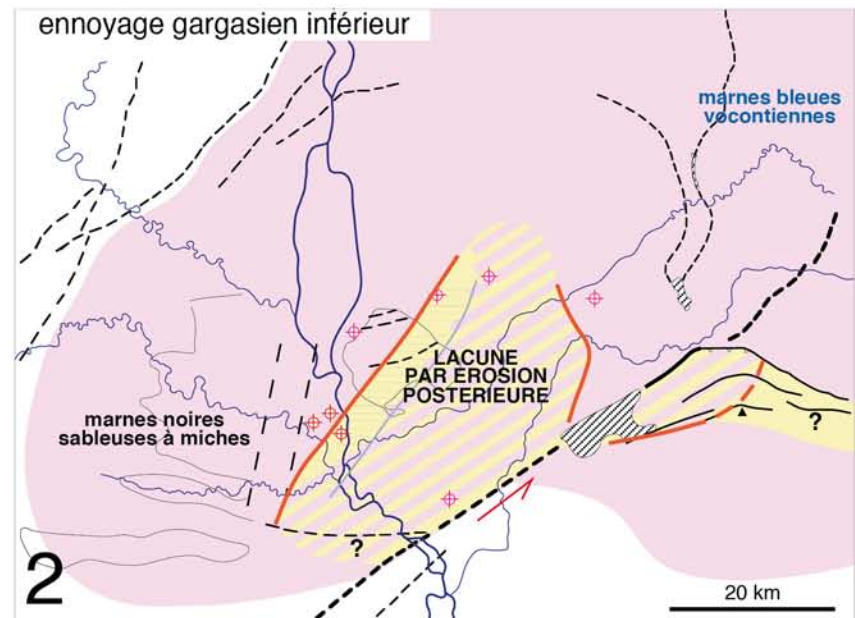 ennoyage gargasien inférieur
marnes bleues
vocontiennes
LACUNE
PAR EROSION
POSTERIEURE
marnes noires
sableuses à miches
?
?
2
20 km